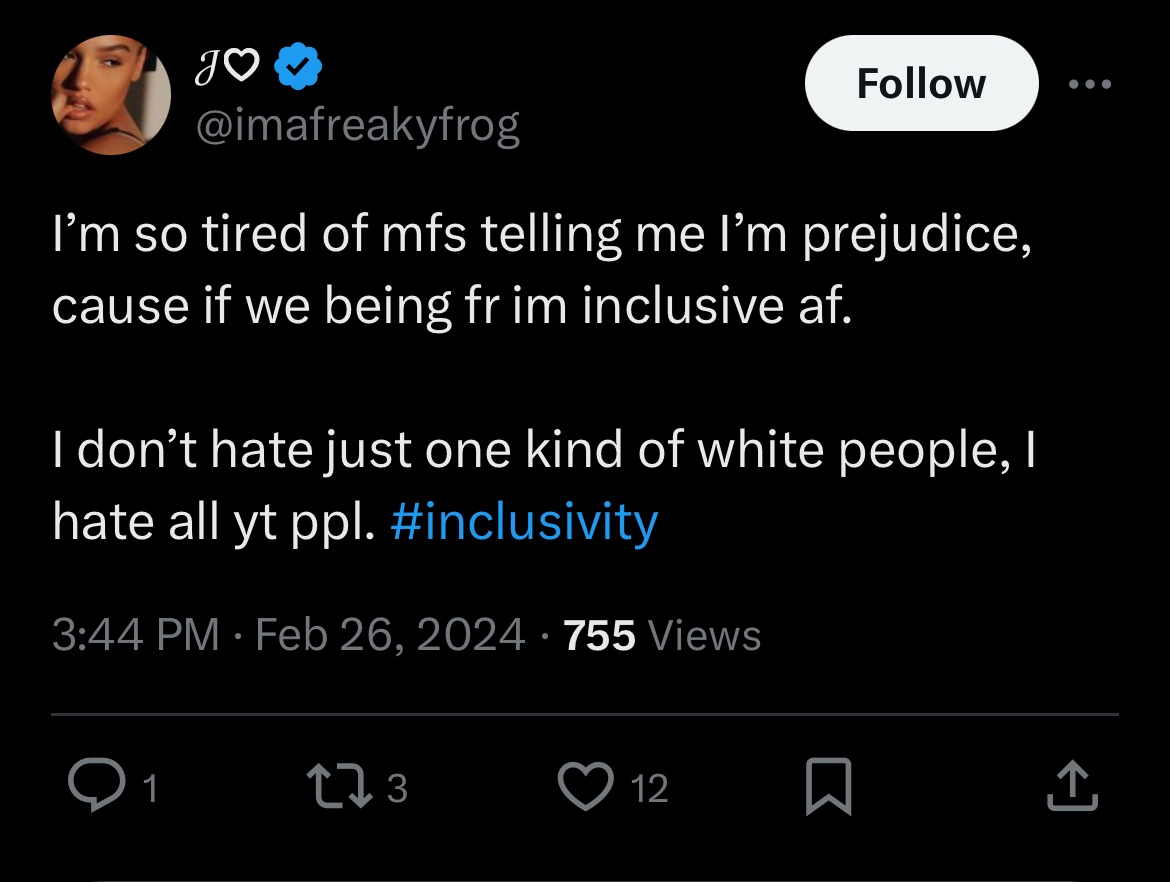 𝒥♡
Follow
@imafreakyfrog
I’m so tired of mfs telling me I’m prejudice,
cause if we being fr im inclusive af.
I don’t hate just one kind of white people, I
hate all yt ppl. #inclusivity
3:44 PM · Feb 26, 2024 · 755 Views
1 3 12